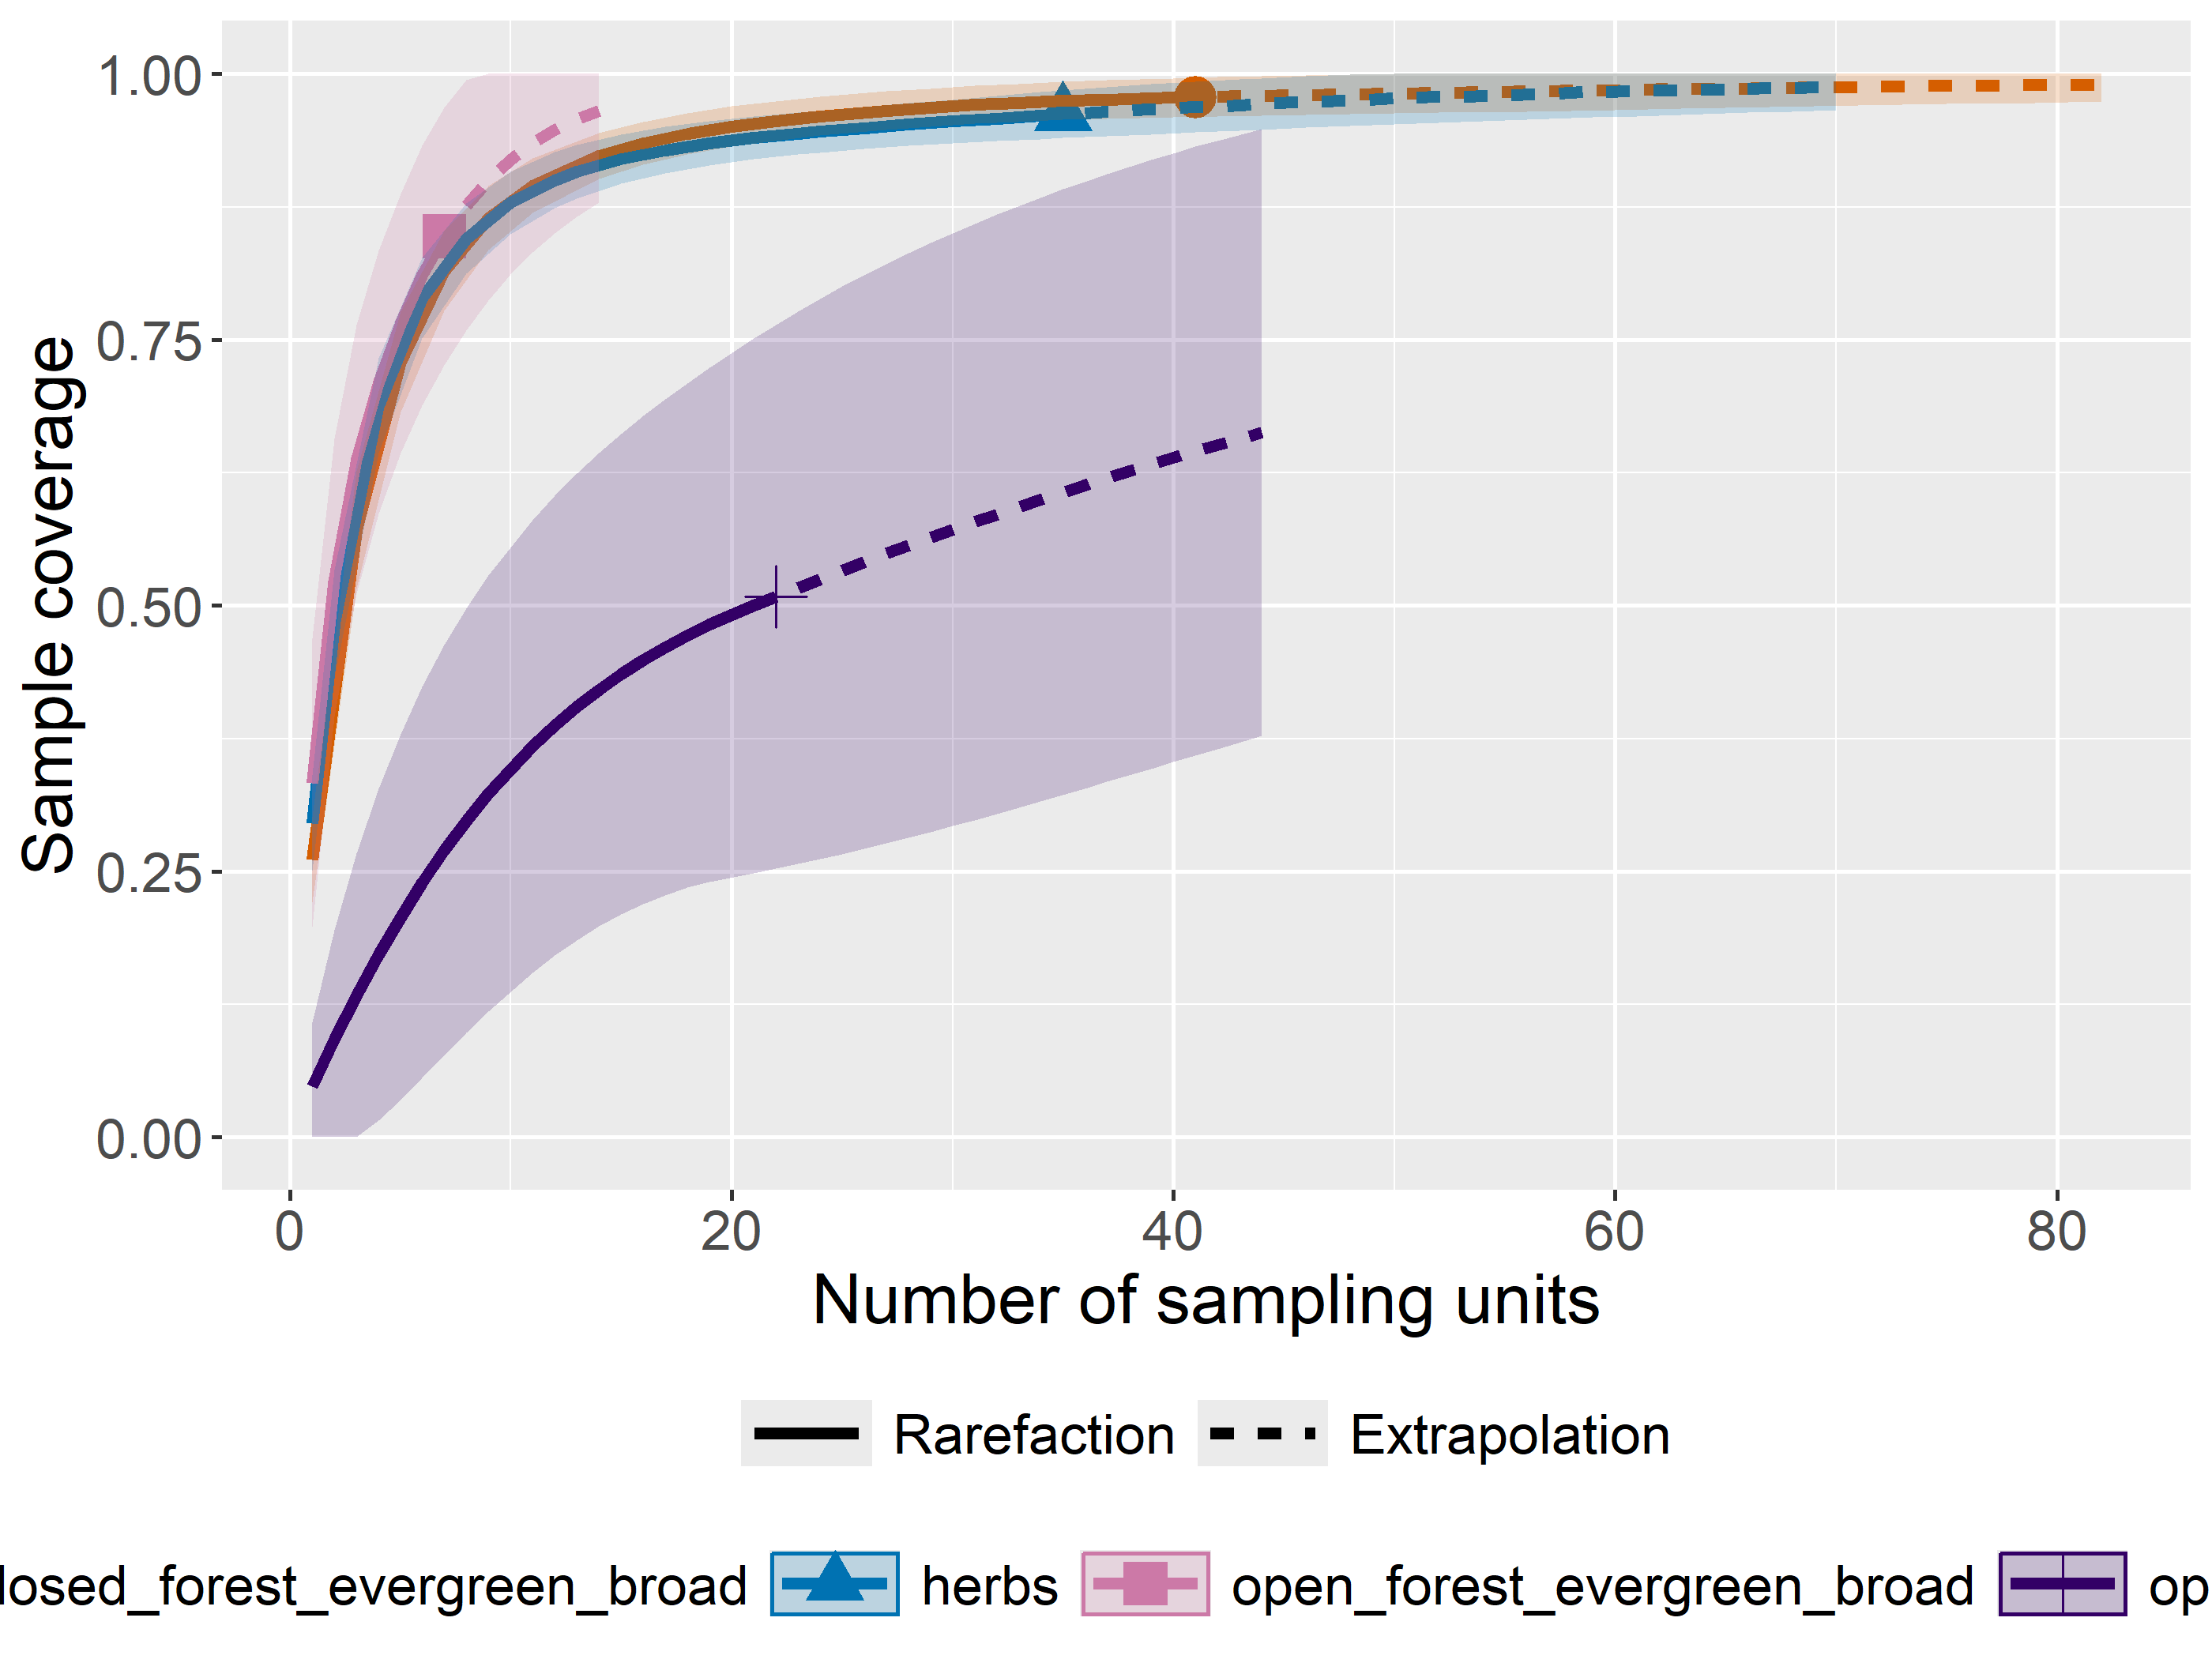 1.00
0.75
0.50
0.25
0.00
Sample coverage
0 20 40 60 80
Number of sampling units
Rarefaction Extrapolation
losed_forest_evergreen_broad herbs open_forest_evergreen_broad op